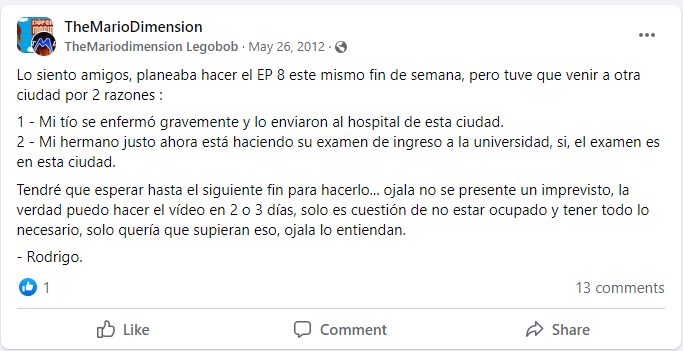 TheMarioDimension
TheMariodimension Legobob · May 26, 2012 ·
Lo siento amigos, planeaba hacer el EP 8 este mismo fin de semana, pero tuve que venir a otra
ciudad por 2 razones :
1 - Mi tío se enfermó gravemente y lo enviaron al hospital de esta ciudad.
2 - Mi hermano justo ahora está haciendo su examen de ingreso a la universidad, si, el examen es
en esta ciudad.
Tendré que esperar hasta el siguiente fin para hacerlo... ojala no se presente un imprevisto, la
verdad puedo hacer el vídeo en 2 o 3 días, solo es cuestión de no estar ocupado y tener todo lo
necesario, solo quería que supieran eso, ojala lo entiendan.
- Rodrigo.
1 13 comments
Like Comment Share